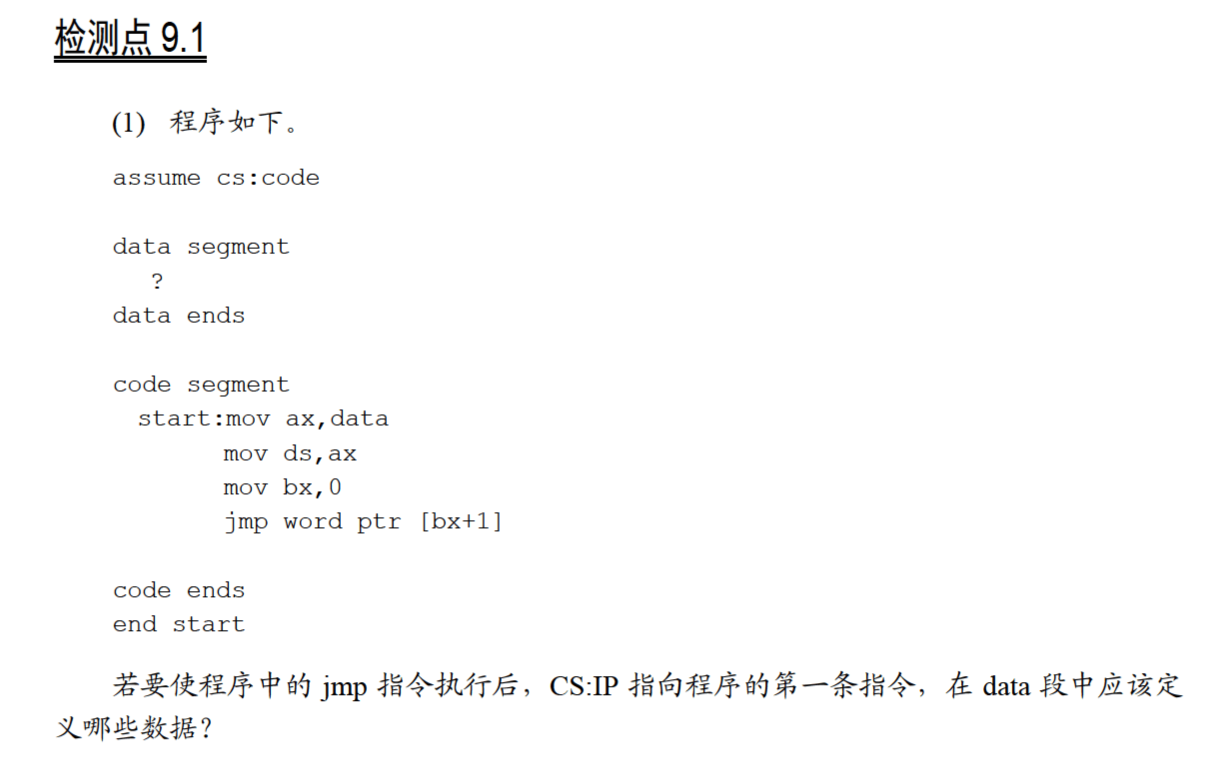 检测点 9.1
(1) 程序如下。
assume cs:code
data segment
?
data ends
code segment
start:mov ax,data
mov ds,ax
mov bx,0
jmp word ptr [bx+1]
code ends
end start
若要使程序中的 jmp 指令执行后，CS:IP 指向程序的第一条指令，在 data 段中应该定
义哪些数据？